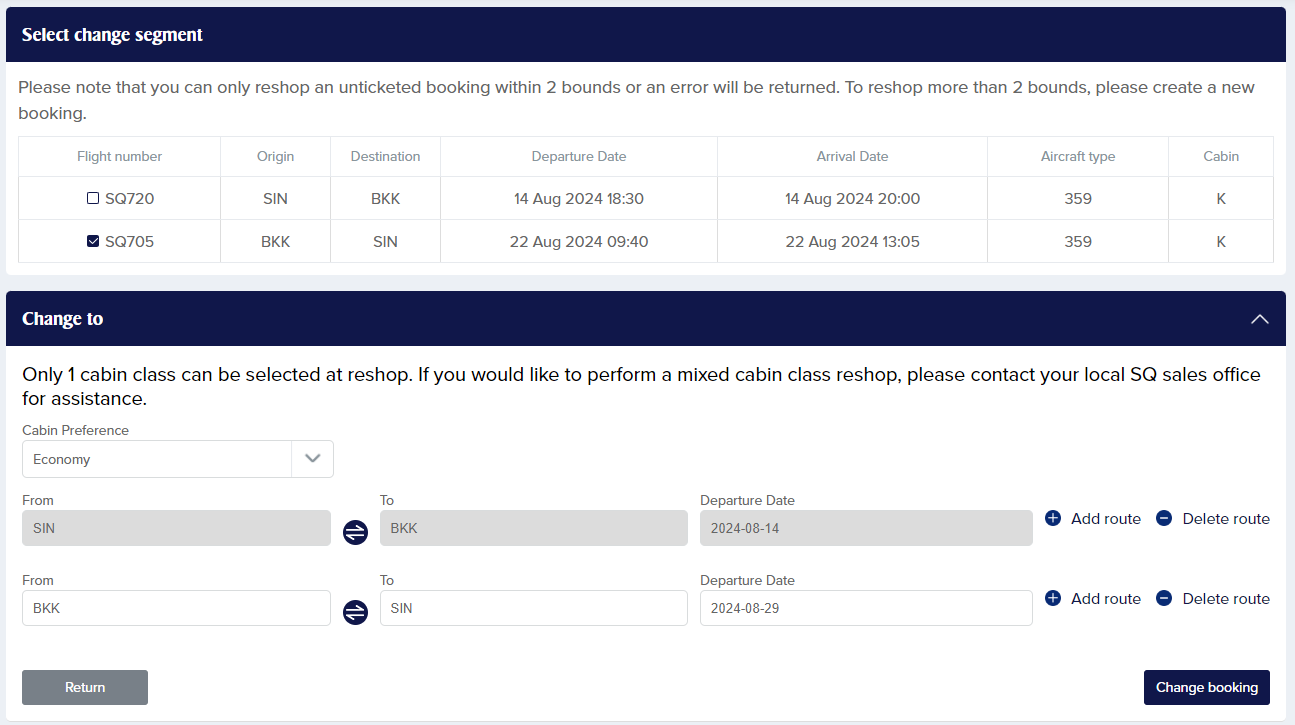 Select change segment
Please note that you can only reshop an unticketed booking within 2 bounds or an error will be returned. To reshop more than 2 bounds, please create a new
booking.
Flight number Origin Destination Departure Date Arrival Date Aircraft type Cabin
SQ720 SIN BKK 14 Aug 2024 18:30 14 Aug 2024 20:00 359 K
SQ705 BKK SIN 22 Aug 2024 09:40 22 Aug 2024 13:05 359 K
Change to
Only 1 cabin class can be selected at reshop. If you would like to perform a mixed cabin class reshop, please contact your local SQ sales office
for assistance.
Cabin Preference
Economy
From To Departure Date
SIN BKK 2024-08-14 Add route Delete route
From To Departure Date
BKK SIN 2024-08-29 Add route Delete route
Return Change booking